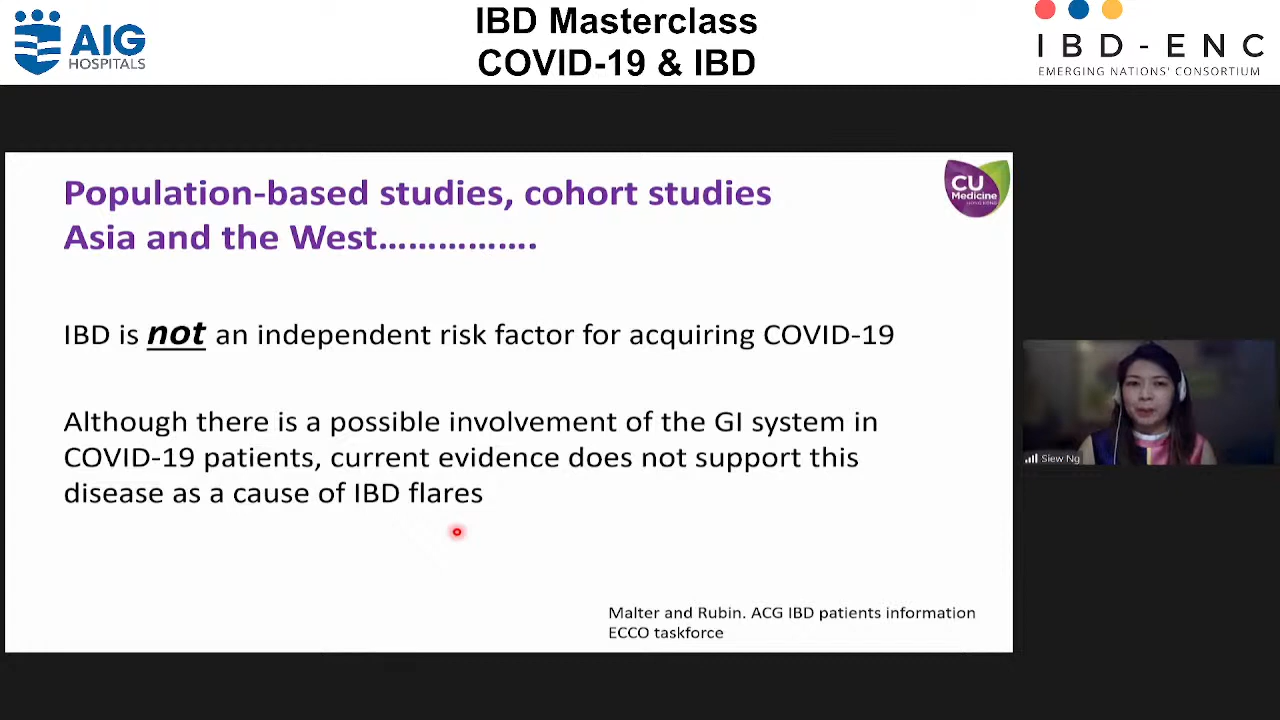 AIG
HOSPITALS
IBD Masterclass
COVID-19 & IBD
IBD-ENC
EMERGING NATIONS' CONSORTIUM
Population-based studies, cohort studies
Asia and the West................
CU
Medicine
HONG KONG
IBD is not an independent risk factor for acquiring COVID-19
Although there is a possible involvement of the GI system in
COVID-19 patients, current evidence does not support this
disease as a cause of IBD flares
Malter and Rubin. ACG IBD patients information
ECCO taskforce
Siew Ng